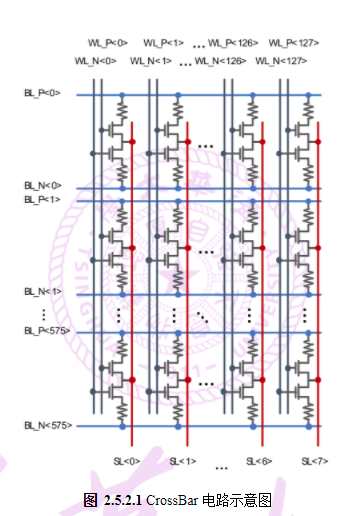 WL_P<0> WL_P<1> ... WL_P<126> WL_P<127>
WL_N<0> WL_N<1> ... WL_N<126> WL_N<127>
BL_P<0>
BL_N<0>
BL_P<1>
BL_N<1>
BL_P<575>
BL_N<575>
SL<0> SL<1> ... SL<6> SL<7>
图 2.5.2.1 CrossBar 电路示意图